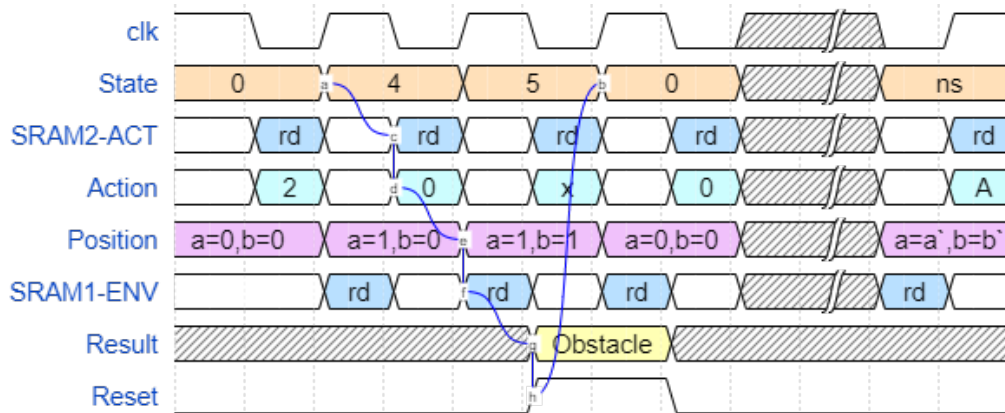 clk
State 0 a 4 5 b 0 ns
SRAM2-ACT rd c rd rd rd rd
Action 2 d 0 x 0 A
Position a=0,b=0 a=1,b=0 e a=1,b=1 a=0,b=0 a=a`,b=b`
SRAM1-ENV rd f rd rd rd
Result g Obstacle
Reset h